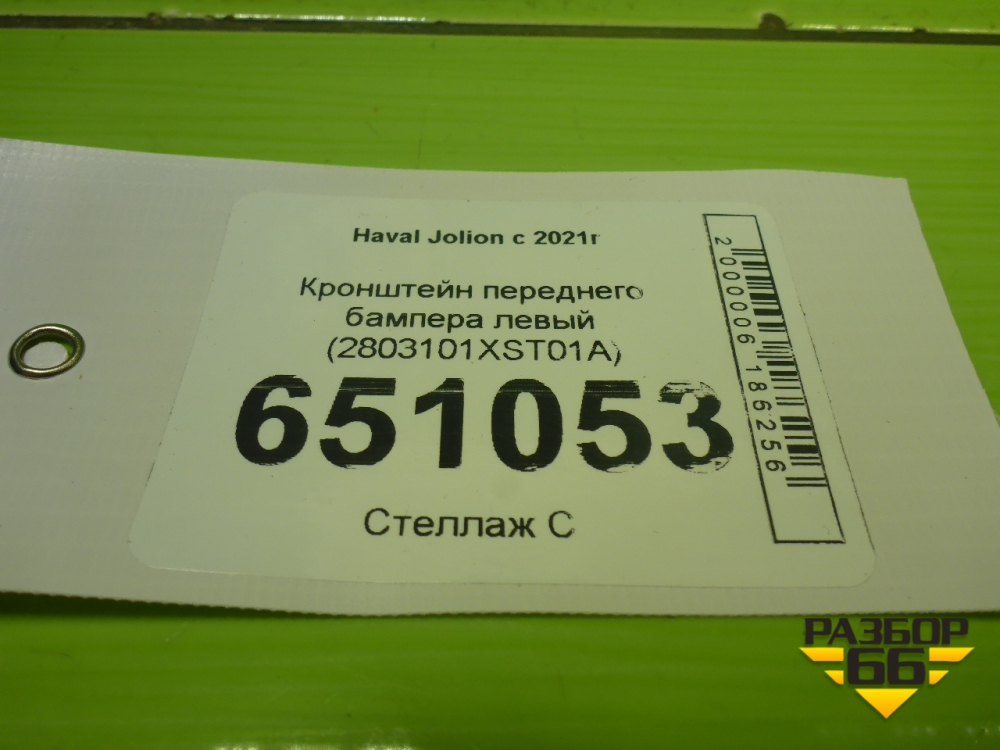 Haval Jolion с 2021г
Кронштейн переднего
бампера левый
(2803101XST01A)
651053
Стеллаж С
2000006186256
РАЗБОР
66